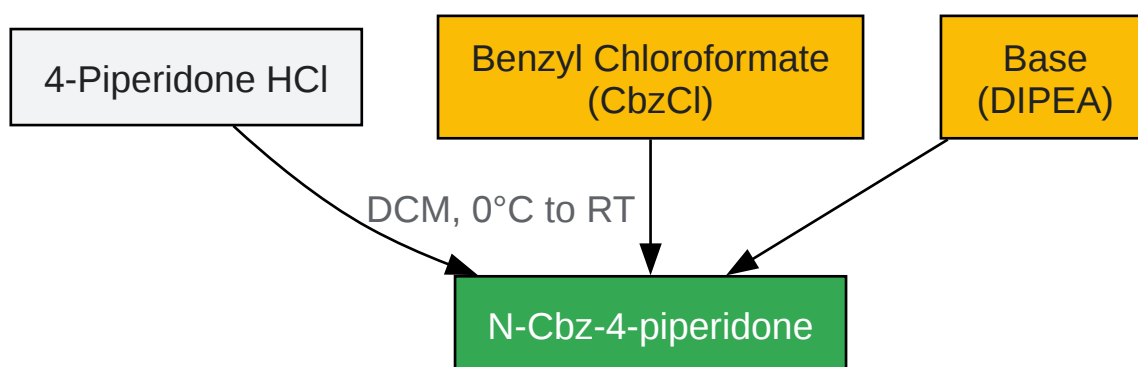 4-Piperidone HCl
Benzyl Chloroformate
(CbzCl)
Base
(DIPEA)
DCM, 0°C to RT
N-Cbz-4-piperidone